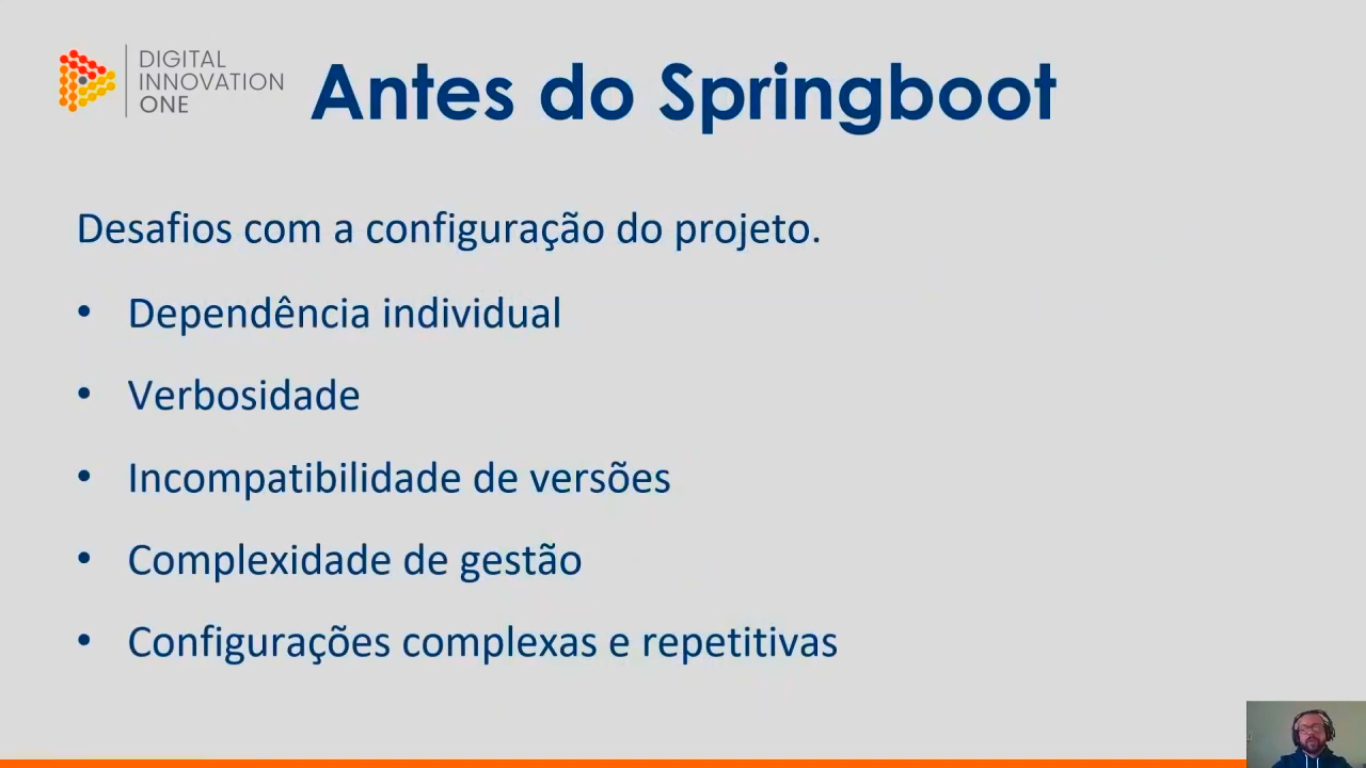 DIGITAL
INNOVATION
ONE
Antes do Springboot
Desafios com a configuração do projeto.
• Dependência individual
• Verbosidade
• Incompatibilidade de versões
• Complexidade de gestão
• Configurações complexas e repetitivas